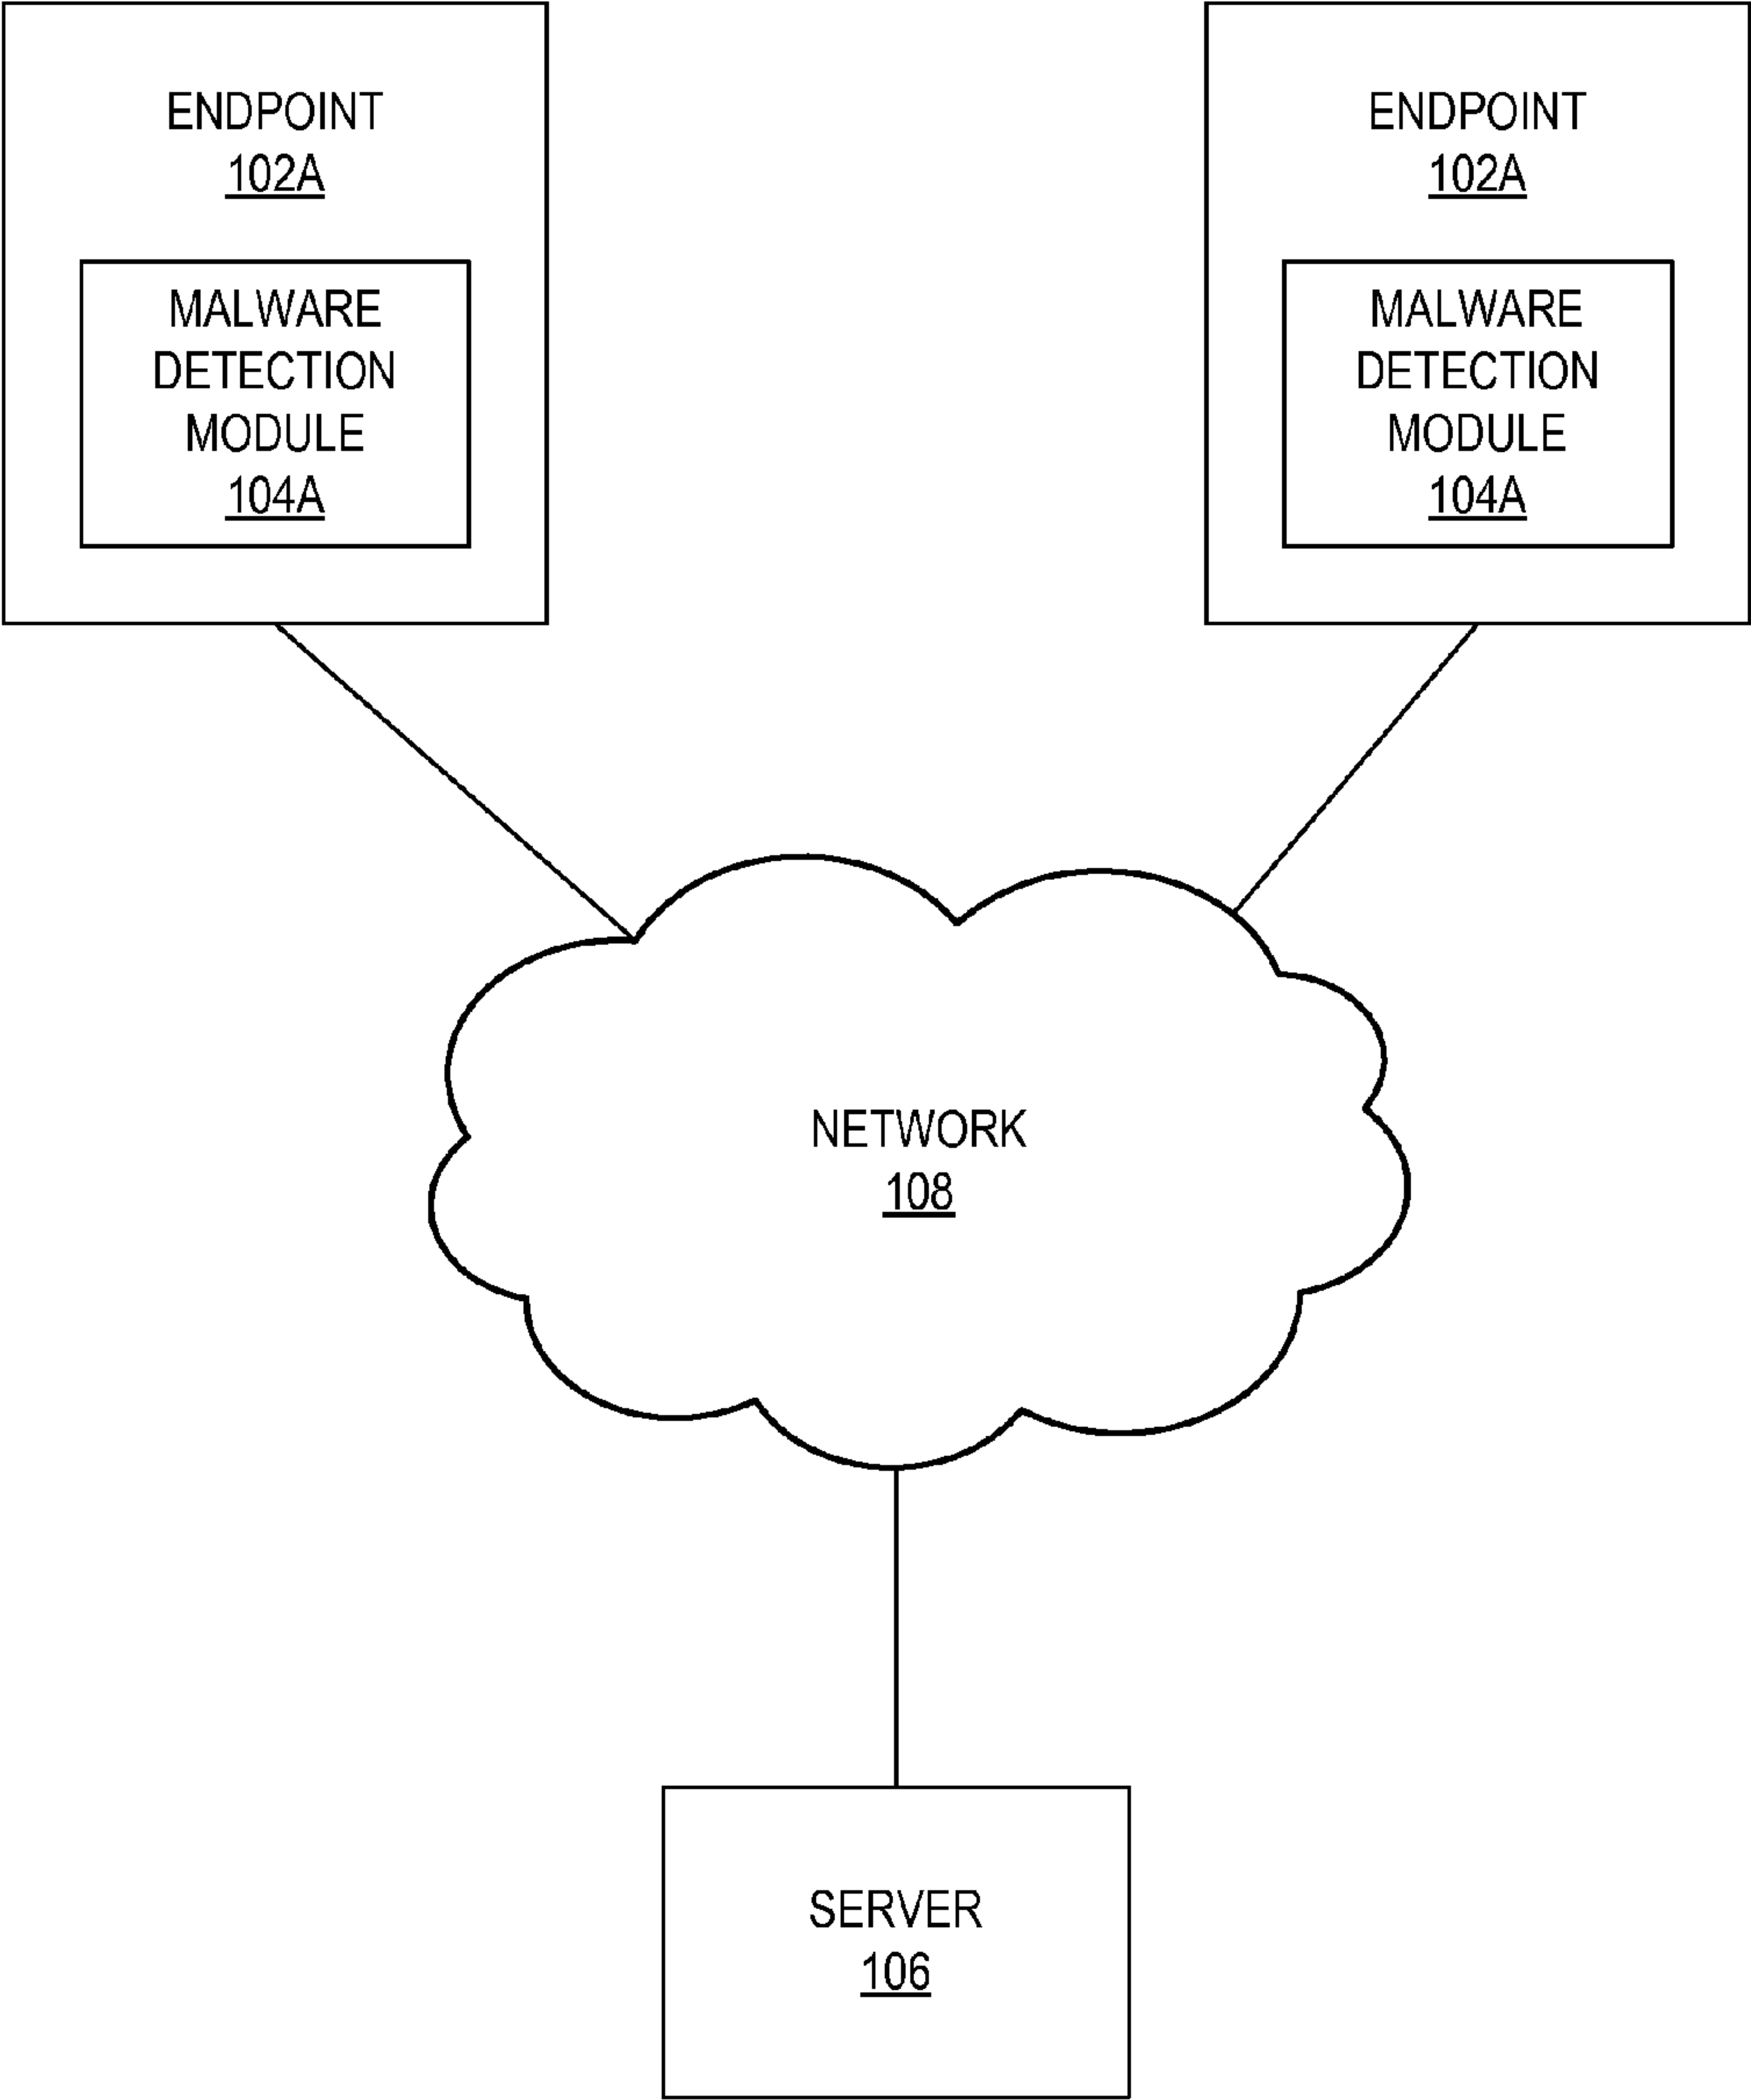 ENDPOINT
102A
MALWARE
DETECTION
MODULE
104A
ENDPOINT
102A
MALWARE
DETECTION
MODULE
104A
NETWORK
108
SERVER
106